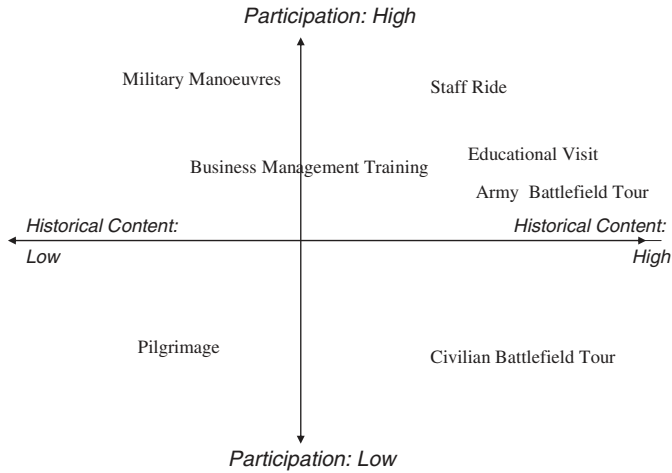 Participation: High
Military Manoeuvres
Staff Ride
Educational Visit
Business Management Training
Army Battlefield Tour
Historical Content:
Historical Content:
Low
High
Pilgrimage
Civilian Battlefield Tour
Participation: Low